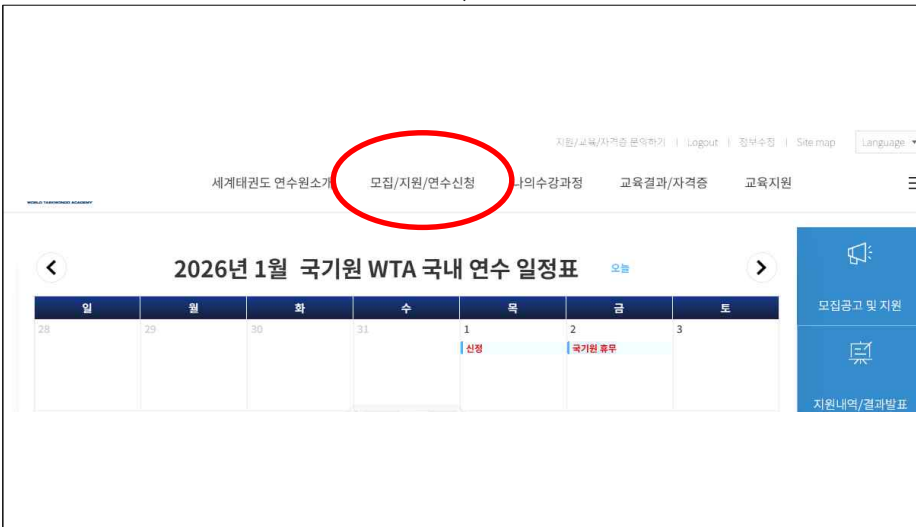 지원/교육/자격증 문의하기 | Logout | 정보수정 | Site map Language
세계태권도 연수원소개 모집/지원/연수신청 나의수강과정 교육결과/자격증 교육지원
WORLD TAEKWONDO ACADEMY
2026년 1월 국기원 WTA 국내 연수 일정표 오늘
모집공고 및 지원
일 월 화 수 목 금 토
28 29 30 31 1 2 3
신정 국기원 휴무
지원내역/결과발표